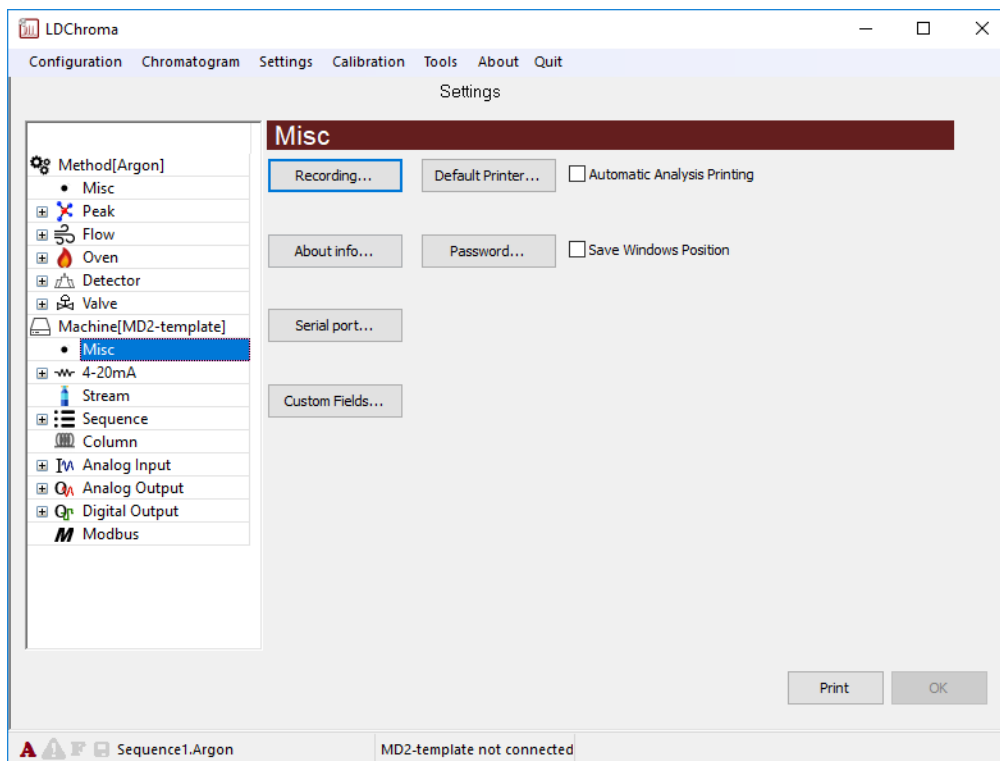 LDChroma
Configuration Chromatogram Settings Calibration Tools About Quit
Settings
Method[Argon]
Misc
Peak
Flow
Oven
Detector
Valve
Machine[MD2-template]
Misc
4-20mA
Stream
Sequence
Column
Analog Input
Analog Output
Digital Output
Modbus
Misc
Recording... Default Printer... Automatic Analysis Printing
About info... Password... Save Windows Position
Serial port...
Custom Fields...
Print OK
A F Sequence1.Argon MD2-template not connected